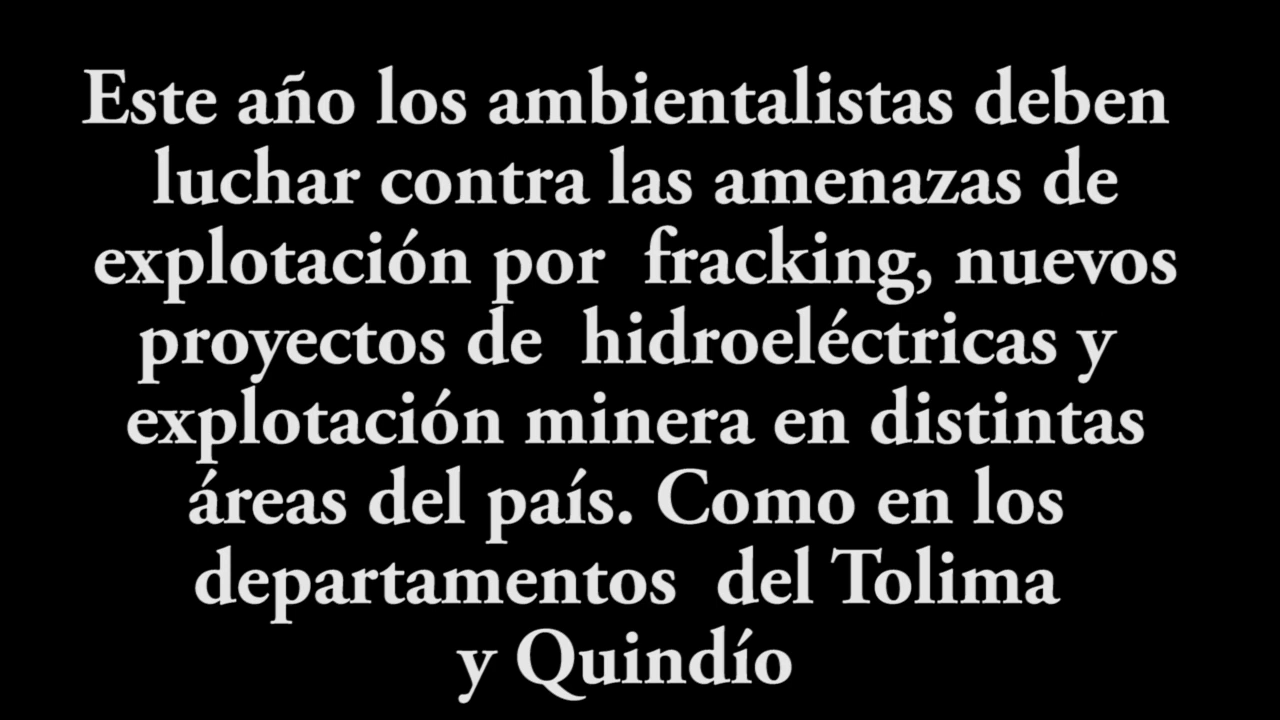 Este año los ambientalistas deben
luchar contra las amenazas de
explotación por  fracking, nuevos
proyectos de  hidroeléctricas y
explotación minera en distintas
áreas del país. Como en los
departamentos  del Tolima
y Quindío